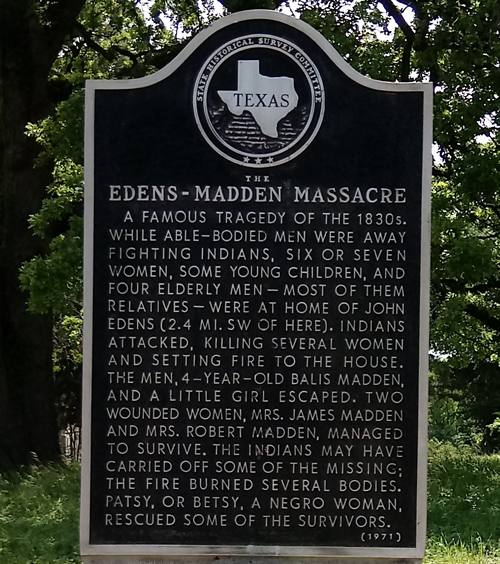 STATE HISTORICAL SURVEY COMMITTEE
TEXAS
THE
EDENS-MADDEN MASSACRE
A FAMOUS TRAGEDY OF THE 1830s.
WHILE ABLE-BODIED MEN WERE AWAY
FIGHTING INDIANS, SIX OR SEVEN
WOMEN, SOME YOUNG CHILDREN, AND
FOUR ELDERLY MEN — MOST OF THEM
RELATIVES — WERE AT HOME OF JOHN
EDENS (2.4 MI. SW OF HERE). INDIANS
ATTACKED, KILLING SEVERAL WOMEN
AND SETTING FIRE TO THE HOUSE.
THE MEN, 4-YEAR-OLD BALIS MADDEN,
AND A LITTLE GIRL ESCAPED. TWO
WOUNDED WOMEN, MRS. JAMES MADDEN
AND MRS. ROBERT MADDEN, MANAGED
TO SURVIVE. THE INDIANS MAY HAVE
CARRIED OFF SOME OF THE MISSING;
THE FIRE BURNED SEVERAL BODIES.
PATSY, OR BETSY, A NEGRO WOMAN,
RESCUED SOME OF THE SURVIVORS.
(1971)